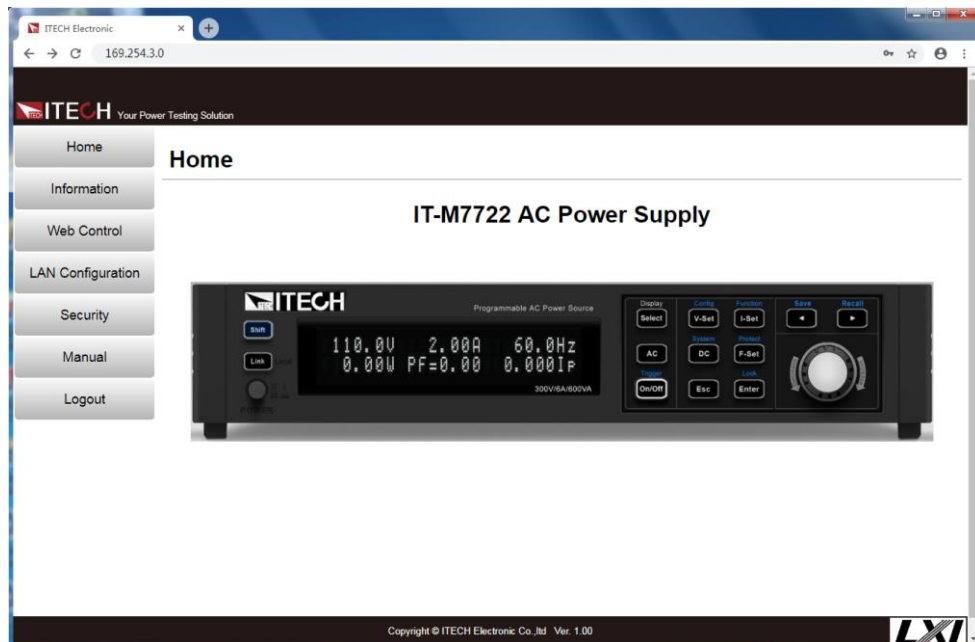 ITECH Electronic
169.254.3.0
ITECH Your Power Testing Solution
Home
Information
Web Control
LAN Configuration
Security
Manual
Logout
Home
IT-M7722 AC Power Supply
ITECH
Programmable AC Power Source
Shift
Link
110.0V 2.00A 60.0Hz
0.00W PF=0.00 0.000Ip
300V/6A/600VA
POWER
Display Config Function Save Recall
Select V-Set I-Set
System Protect
AC DC F-Set
Trigger Lock
On/Off Esc Enter
Copyright © ITECH Electronic Co.,ltd Ver. 1.00
LXI